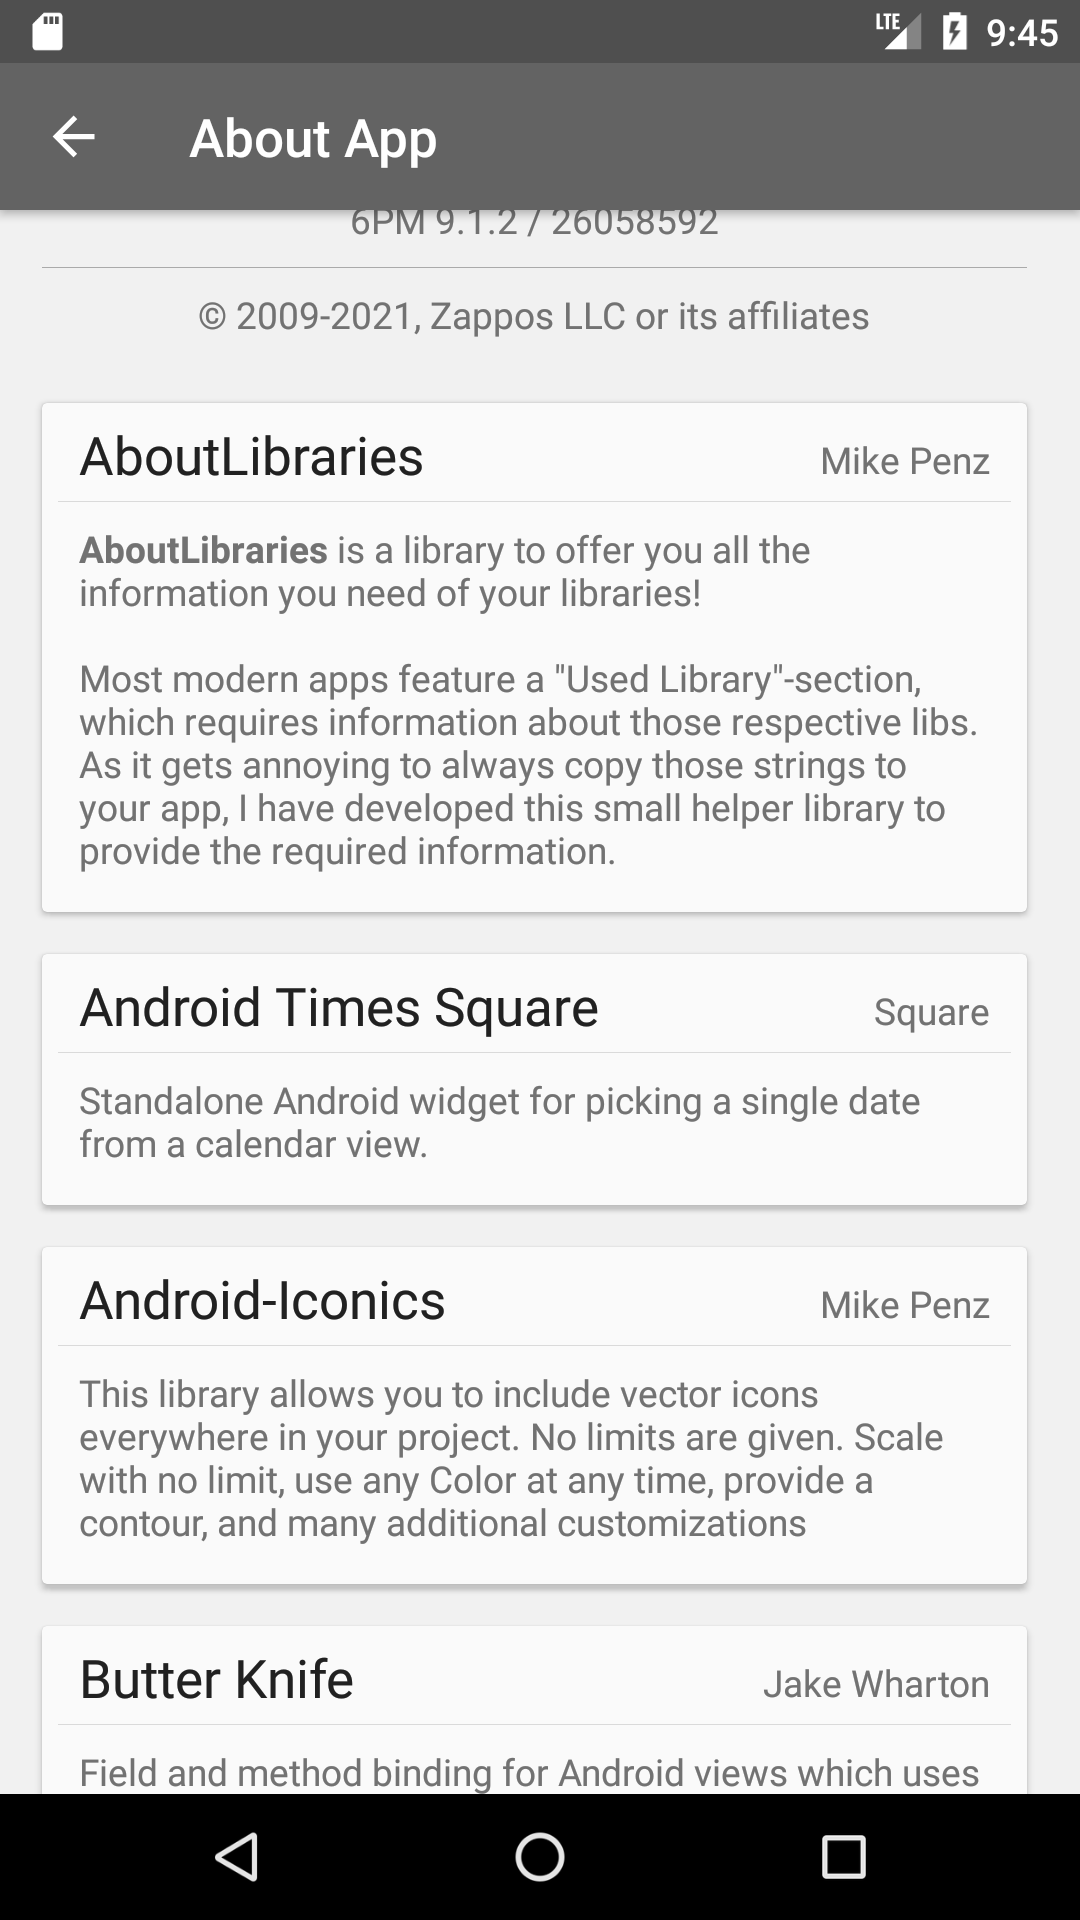 LTE 9:45
About App
6PM 9.1.2 / 26058592
© 2009-2021, Zappos LLC or its affiliates
AboutLibraries Mike Penz
AboutLibraries is a library to offer you all the
information you need of your libraries!
Most modern apps feature a "Used Library"-section,
which requires information about those respective libs.
As it gets annoying to always copy those strings to
your app, I have developed this small helper library to
provide the required information.
Android Times Square Square
Standalone Android widget for picking a single date
from a calendar view.
Android-Iconics Mike Penz
This library allows you to include vector icons
everywhere in your project. No limits are given. Scale
with no limit, use any Color at any time, provide a
contour, and many additional customizations
Butter Knife Jake Wharton
Field and method binding for Android views which uses